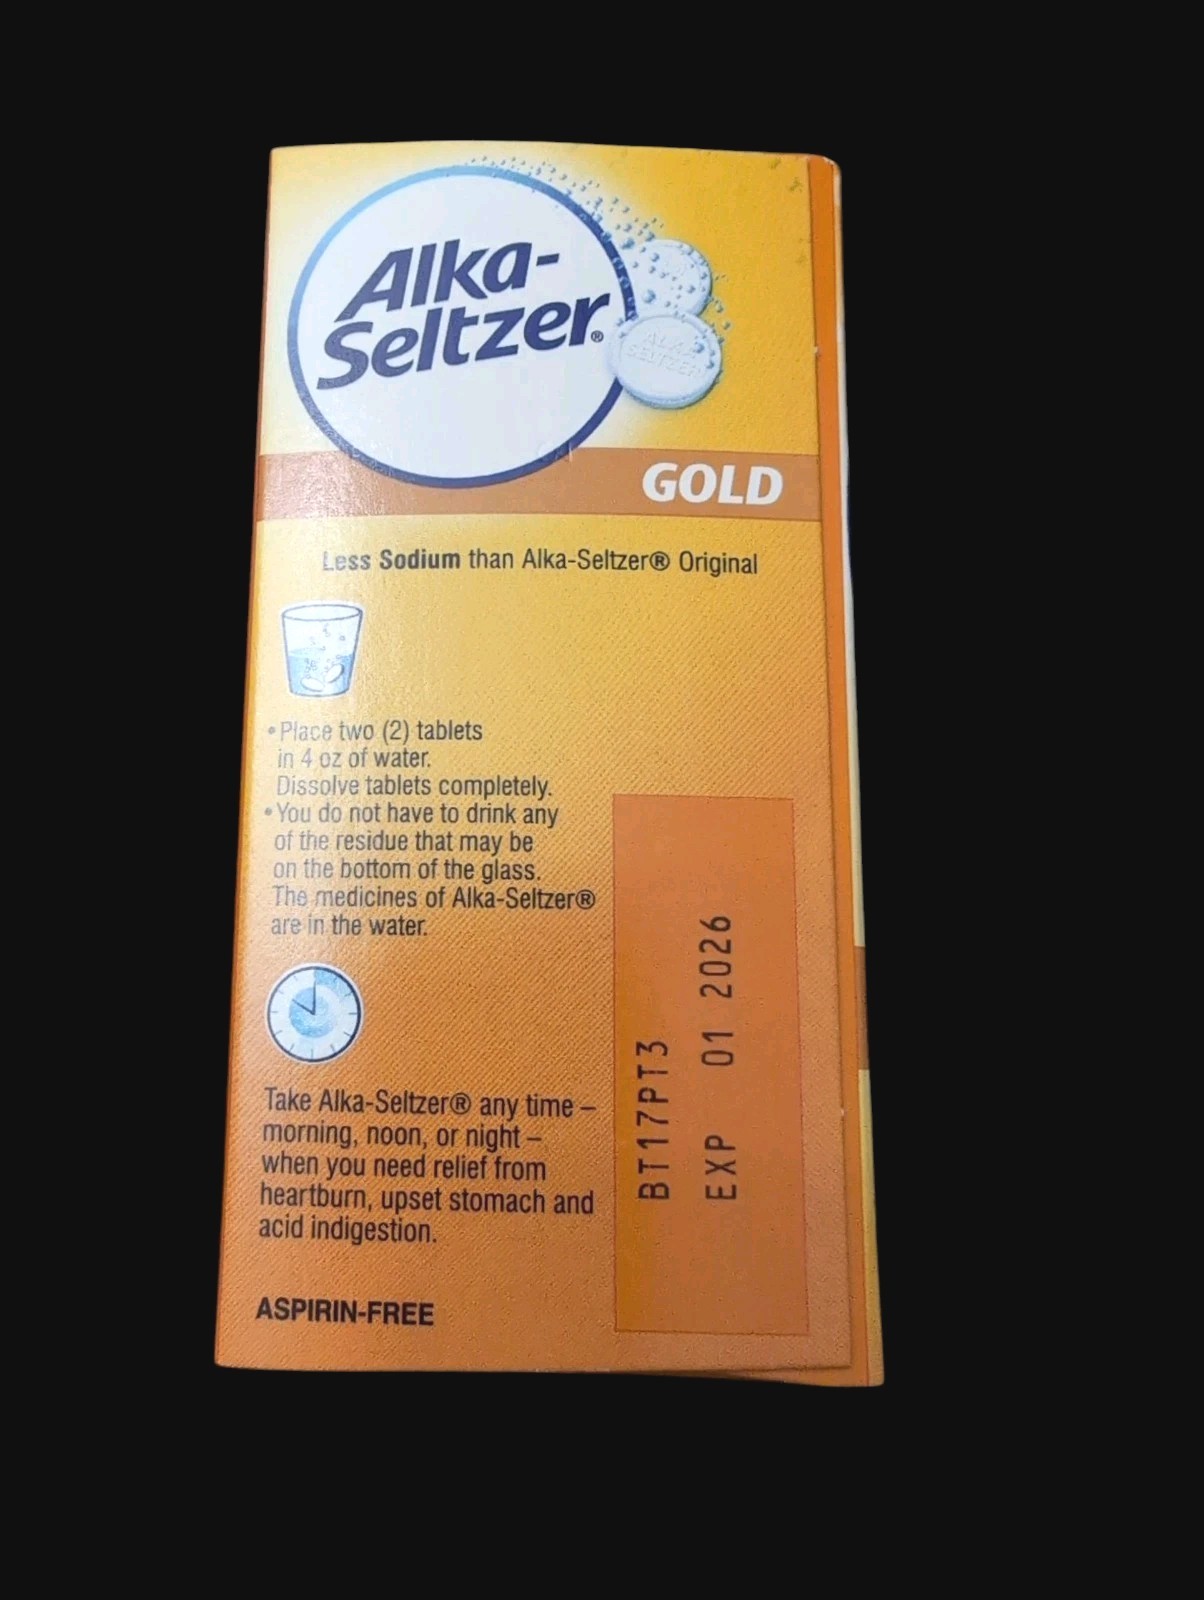 Alka-
Seltzer®
ALKA
SELTZER
GOLD
Less Sodium than Alka-Seltzer® Original
• Place two (2) tablets
in 4 oz of water.
Dissolve tablets completely.
• You do not have to drink any
of the residue that may be
on the bottom of the glass.
The medicines of Alka-Seltzer®
are in the water.
Take Alka-Seltzer® any time –
morning, noon, or night –
when you need relief from
heartburn, upset stomach and
acid indigestion.
ASPIRIN-FREE
BT17PT3
EXP 01 2026